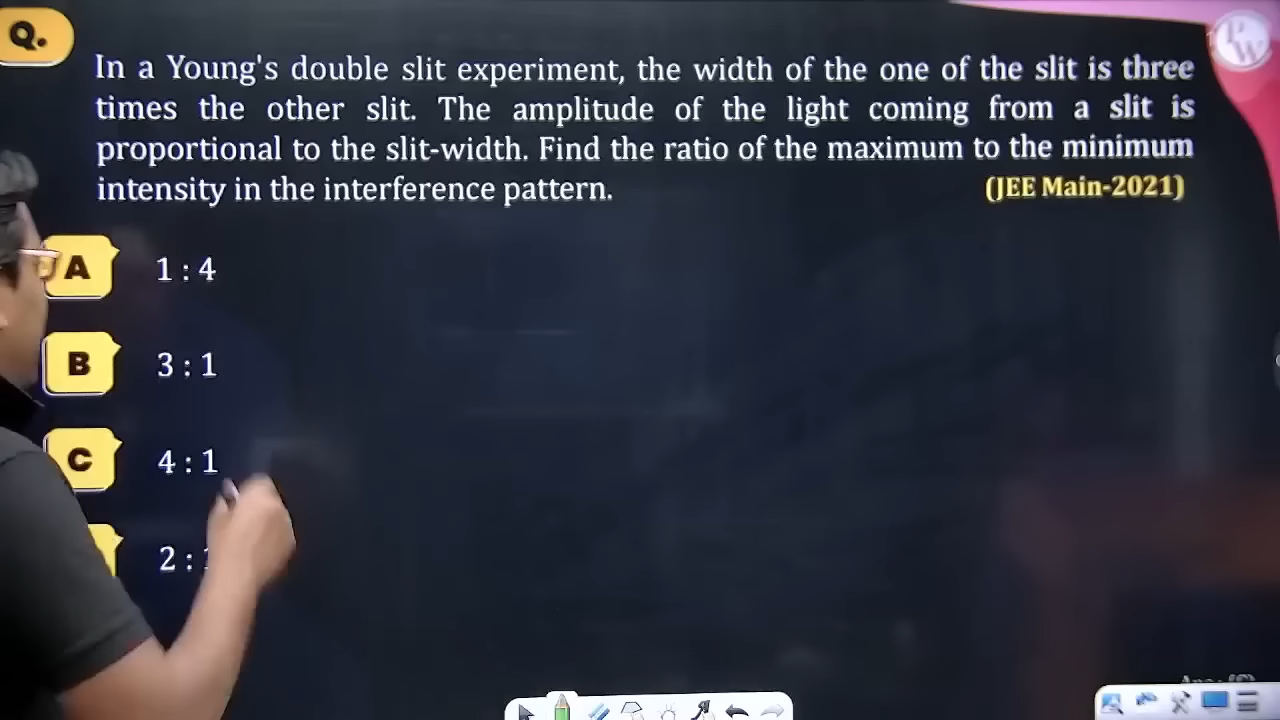 Q.
PW
In a Young's double slit experiment, the width of the one of the slit is three
times the other slit. The amplitude of the light coming from a slit is
proportional to the slit-width. Find the ratio of the maximum to the minimum
intensity in the interference pattern.
(JEE Main-2021)
A 1 : 4
B 3 : 1
C 4 : 1
2 :